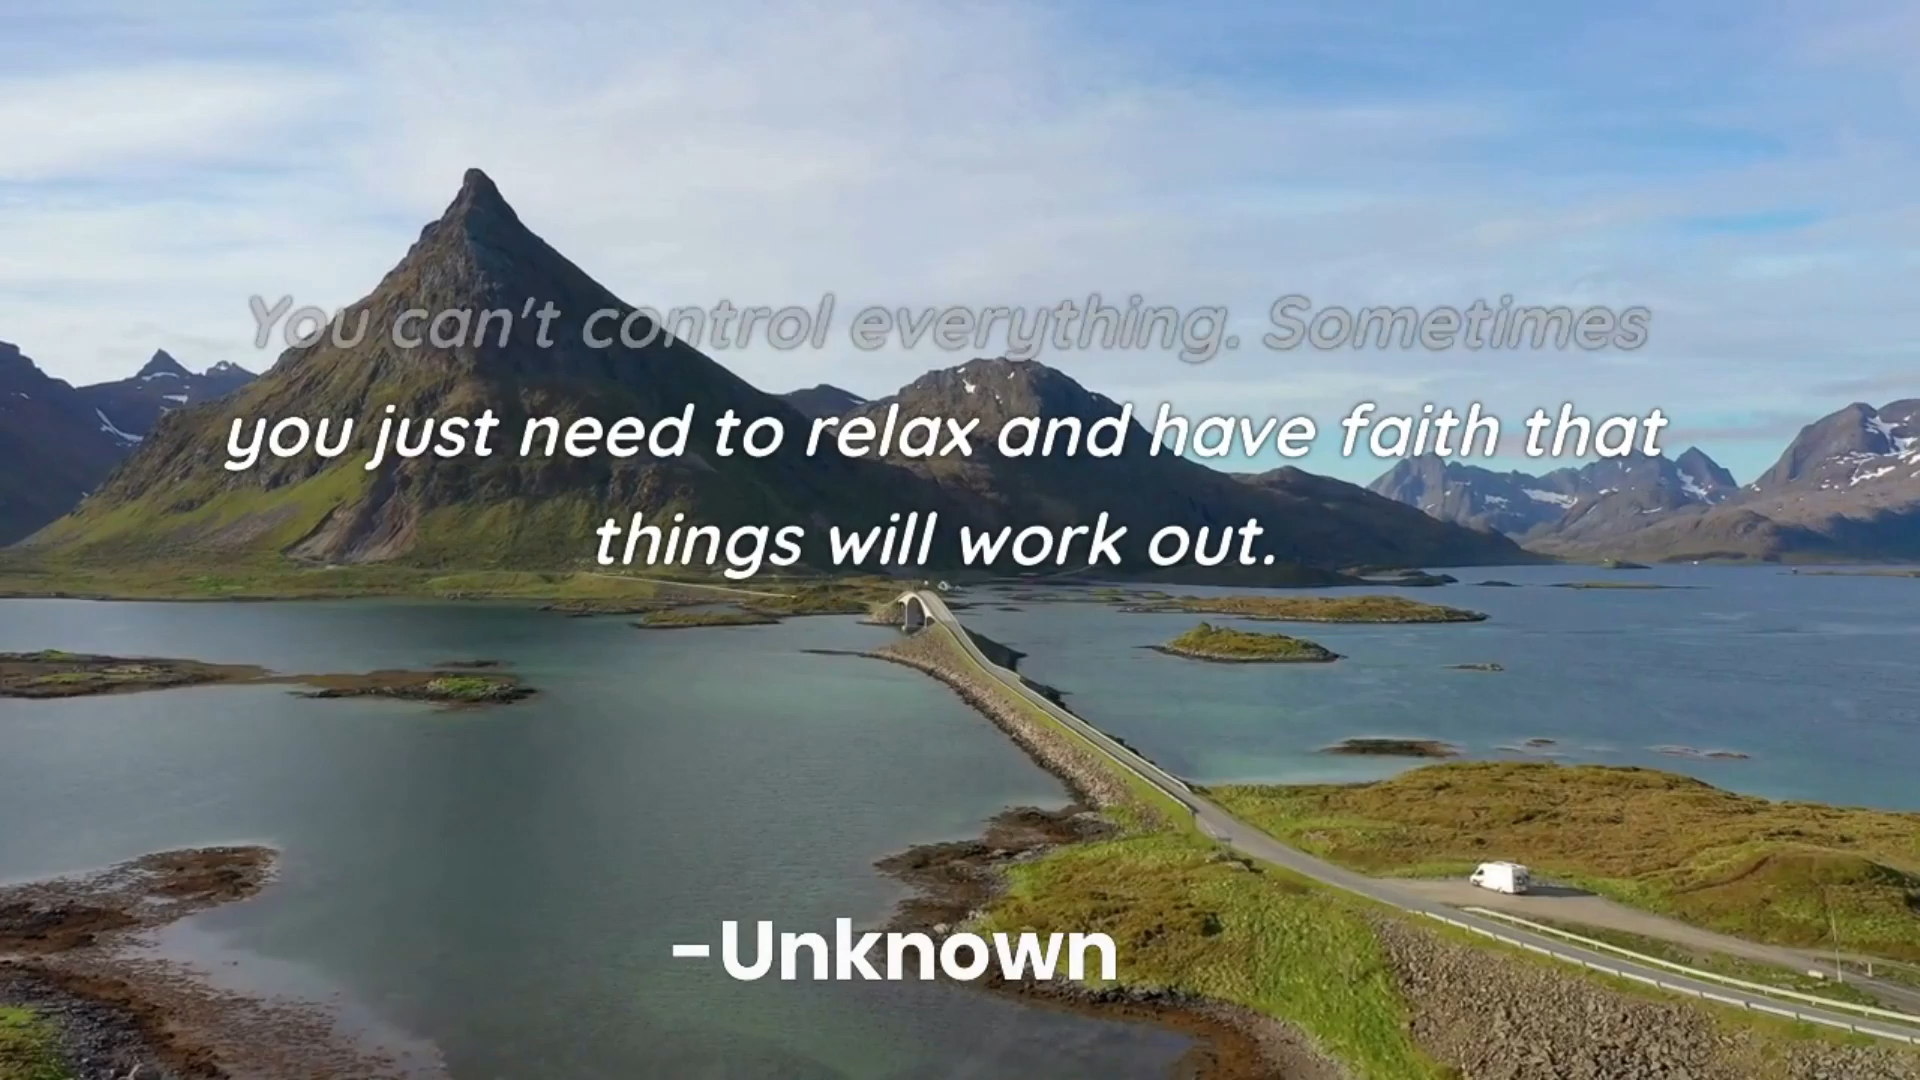 You can't control everything. Sometimes
you just need to relax and have faith that
things will work out.
-Unknown